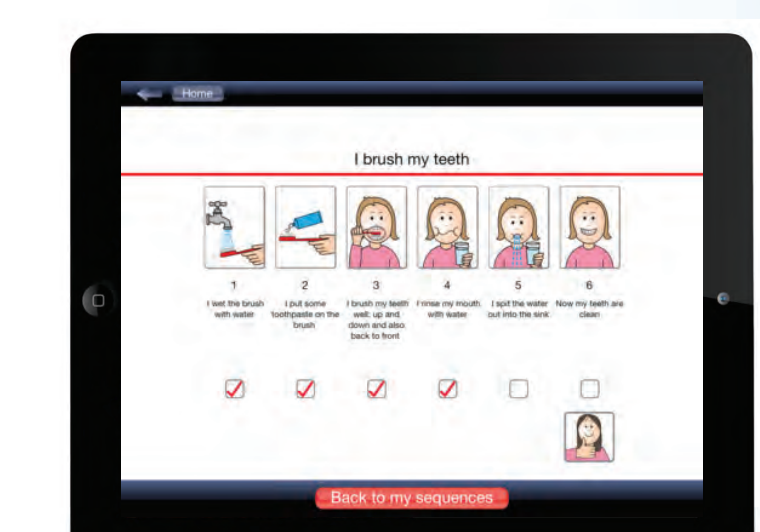 Home
I brush my teeth
1 2 3 4 5 6
I wet the brush
with water
I put some
toothpaste on the
brush
I brush my teeth
well: up and
down and also
back to front
I rinse my mouth
with water
I spit the water
out into the sink
Now my teeth are
clean
Back to my sequences